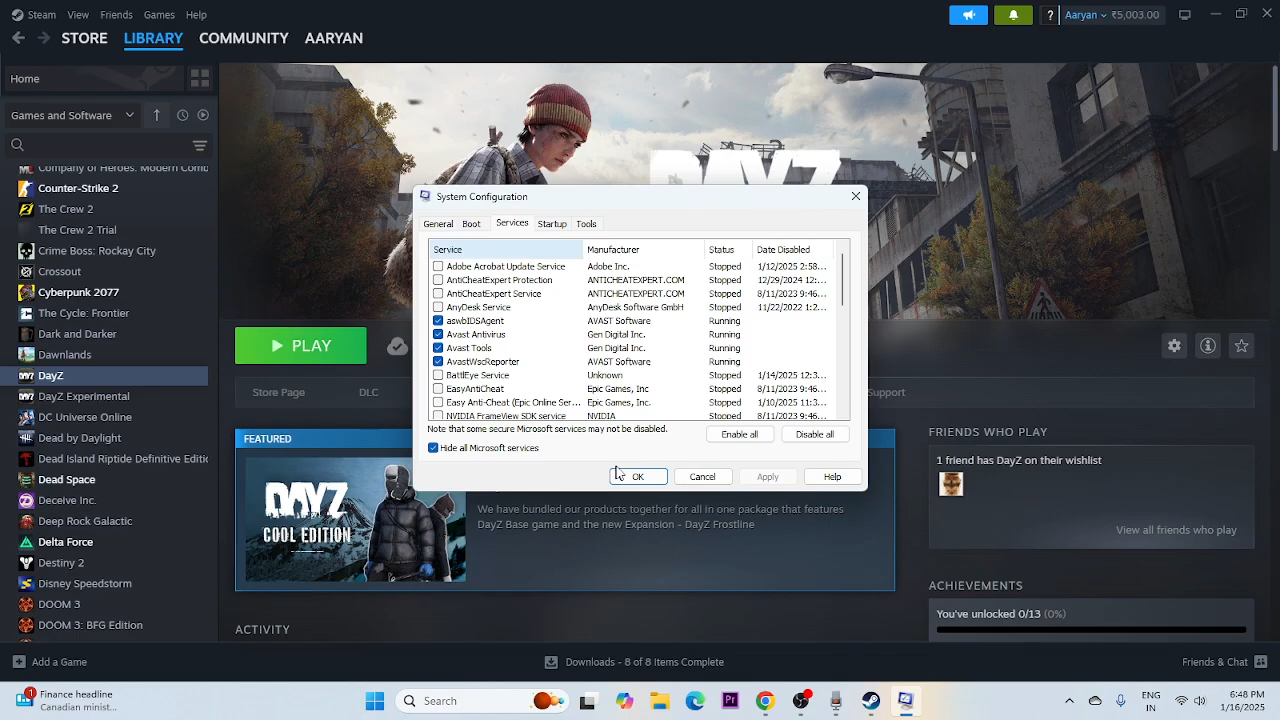 Steam View Friends Games Help
? Aaryan ₹5,003.00
STORE LIBRARY COMMUNITY AARYAN
Home
Games and Software
Company of Heroes: Modern Comb
Counter-Strike 2
The Crew 2
The Crew 2 Trial
Crime Boss: Rockay City
Crossout
Cyberpunk 2077
The Cycle: Frontier
Dark and Darker
Dawnlands
DayZ
DayZ Experimental
DC Universe Online
Dead by Daylight
Dead Island Riptide Definitive Editic
Dead Space
Deceive Inc.
Deep Rock Galactic
Delta Force
Destiny 2
Disney Speedstorm
DOOM 3
DOOM 3: BFG Edition
DAYZ
System Configuration
General Boot Services Startup Tools
Service Manufacturer Status Date Disabled
Adobe Acrobat Update Service Adobe Inc. Stopped 1/12/2025 2:58...
AntiCheatExpert Protection ANTICHEATEXPERT.COM Stopped 12/29/2024 12...
AntiCheatExpert Service ANTICHEATEXPERT.COM Stopped 8/11/2023 9:46...
AnyDesk Service AnyDesk Software GmbH Stopped 11/22/2022 1:2...
aswbIDSAgent AVAST Software Running
Avast Antivirus Gen Digital Inc. Running
Avast Tools Gen Digital Inc. Running
AvastWscReporter AVAST Software Running
BattlEye Service Unknown Stopped 1/14/2025 12:3...
EasyAntiCheat Epic Games, Inc Stopped 8/11/2023 9:46...
Easy Anti-Cheat (Epic Online Ser... Epic Games, Inc. Stopped 1/10/2025 11:3...
NVIDIA FrameView SDK service NVIDIA Stopped 8/11/2023 9:46...
Note that some secure Microsoft services may not be disabled.
Enable all Disable all
Hide all Microsoft services
OK Cancel Apply Help
PLAY
Store Page DLC Support
FEATURED
DAYZ
COOL EDITION
We have bundled our products together for all in one package that features
DayZ Base game and the new Expansion - DayZ Frostline
ACTIVITY
FRIENDS WHO PLAY
1 friend has DayZ on their wishlist
View all friends who play
ACHIEVEMENTS
You've unlocked 0/13 (0%)
Add a Game
Downloads - 8 of 8 Items Complete
Friends & Chat
1
Finance headline
Canadian minist...
Search
Pr
ENG
IN
6:48 PM
1/16/2025